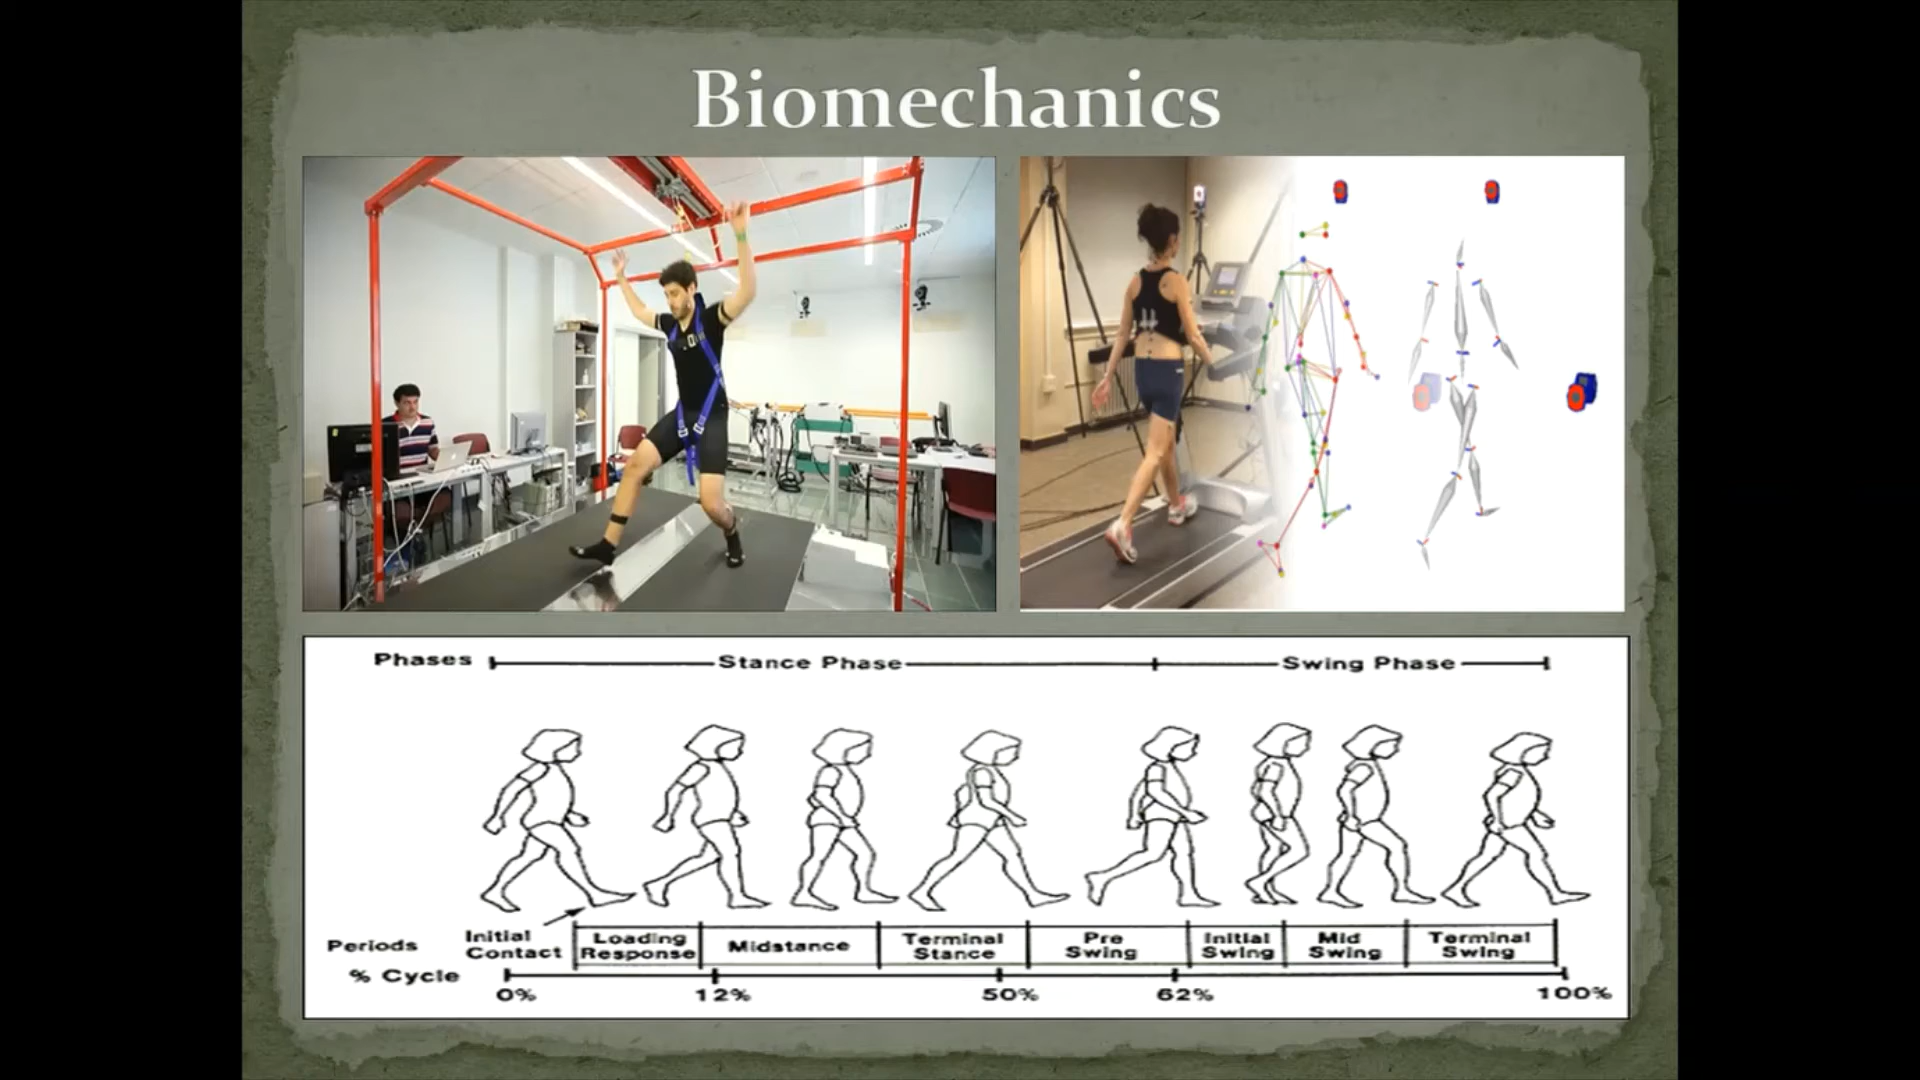 Biomechanics
Phases Stance Phase Swing Phase
Periods
Initial
Contact
Loading
Response
Midstance
Terminal
Stance
Pre
Swing
Initial
Swing
Mid
Swing
Terminal
Swing
% Cycle
0% 12% 50% 62% 100%